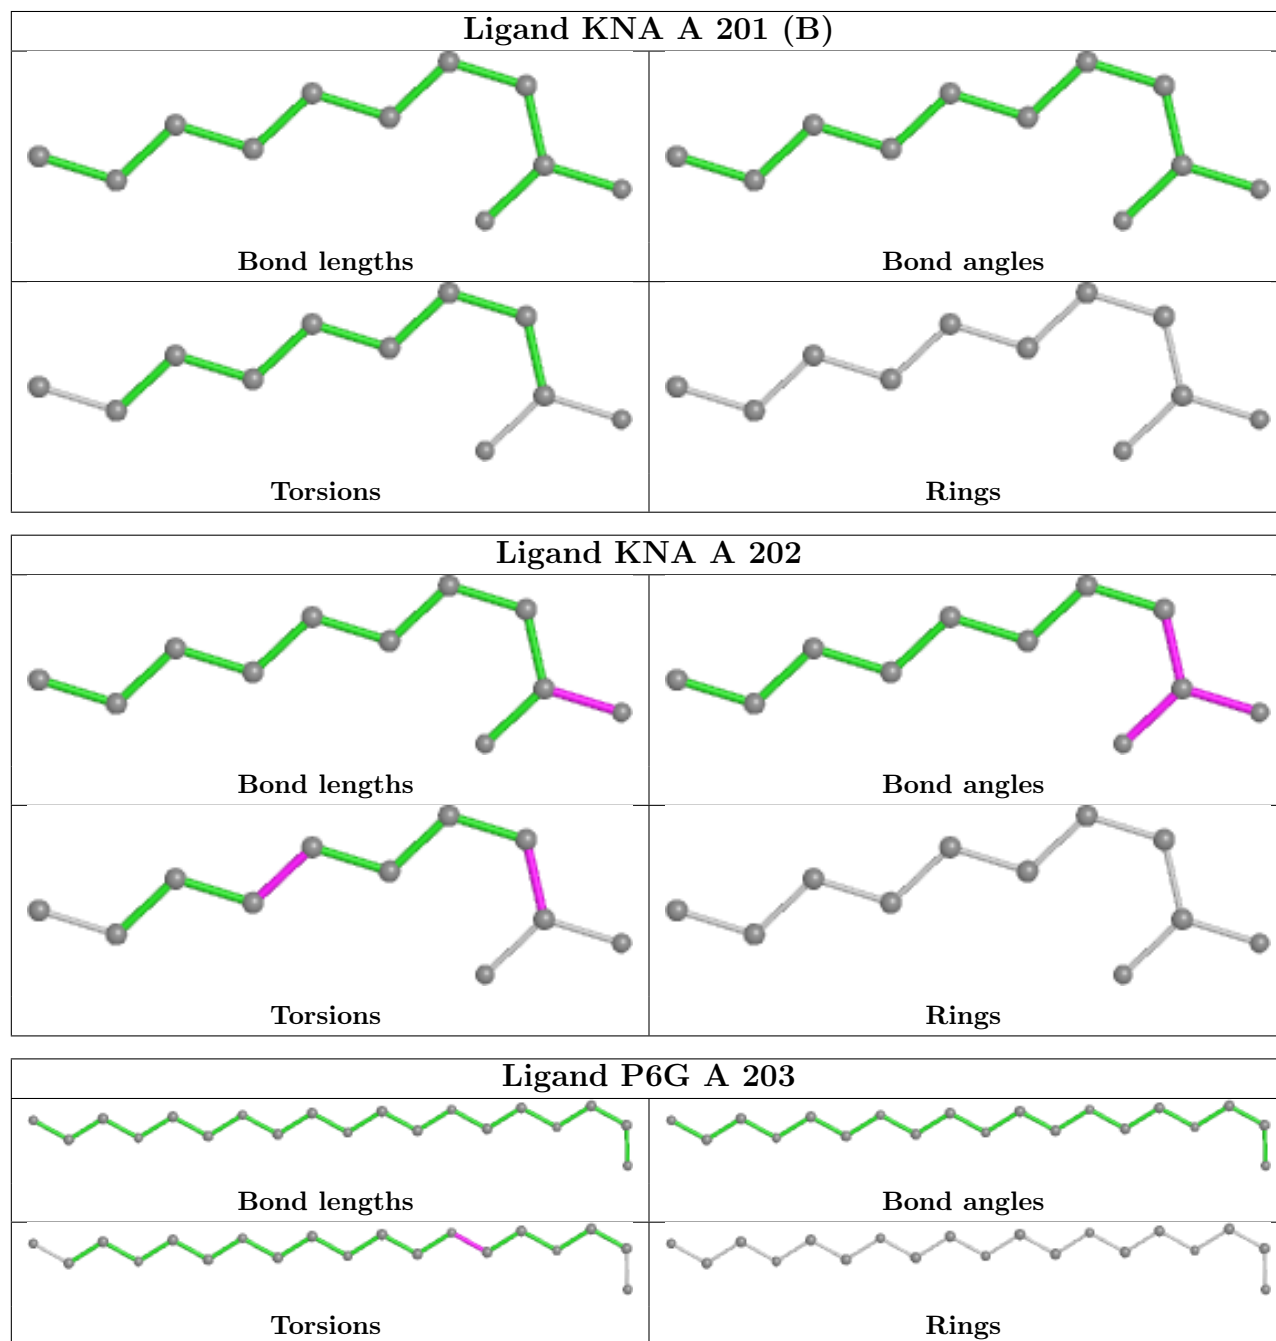 Ligand KNA A 201 (B)
Bond lengths
Bond angles
Torsions
Rings
Ligand KNA A 202
Bond lengths
Bond angles
Torsions
Rings
Ligand P6G A 203
Bond lengths
Bond angles
Torsions
Rings